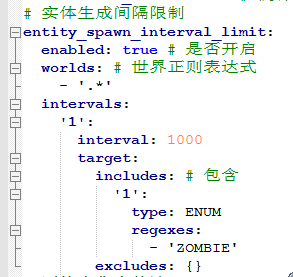 # 实体生成间隔限制
entity_spawn_interval_limit:
enabled: true # 是否开启
worlds: # 世界正则表达式
- '.*'
intervals:
'1':
interval: 1000
target:
includes: # 包含
'1':
type: ENUM
regexes:
- 'ZOMBIE'
excludes: {}